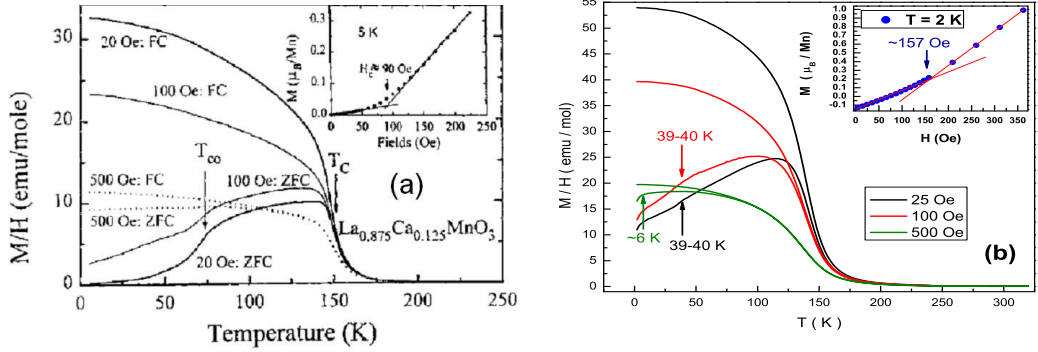 M/H (emu/mole)
30
20
10
0
0
50
100
150
200
250
Temperature (K)
20 Oe: FC
100 Oe: FC
500 Oe: FC
500 Oe: ZFC
T_co
100 Oe: ZFC
20 Oe: ZFC
T_C
(a)
La0.875Ca0.125MnO3
M (μB/Mn)
0.3
0.2
0.1
0.0
0
50
100
150
200
250
Fields (Oe)
5 K
H_C ≈ 90 Oe
M / H ( emu / mol )
55
50
45
40
35
30
25
20
15
10
5
0
0
50
100
150
200
250
300
T ( K )
39-40 K
~6 K
39-40 K
25 Oe
100 Oe
500 Oe
(b)
M ( μB / Mn)
1.0
0.9
0.8
0.7
0.6
0.5
0.4
0.3
0.2
0.1
0.0
-0.1
0
50
100
150
200
250
300
350
H (Oe)
T = 2 K
~157 Oe